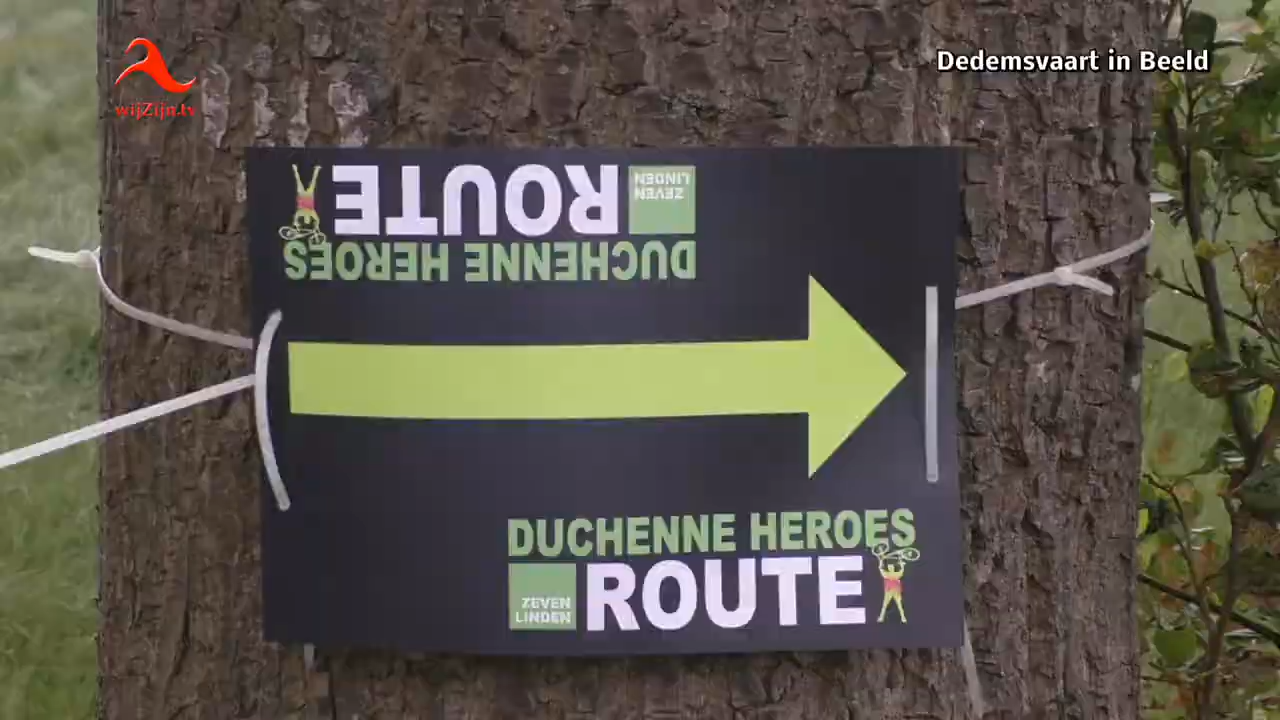 wijZijn.tv
Dedemsvaart in Beeld
ROUTE
ZEVEN
LINDEN
DUCHENNE HEROES
DUCHENNE HEROES
ZEVEN
LINDEN
ROUTE